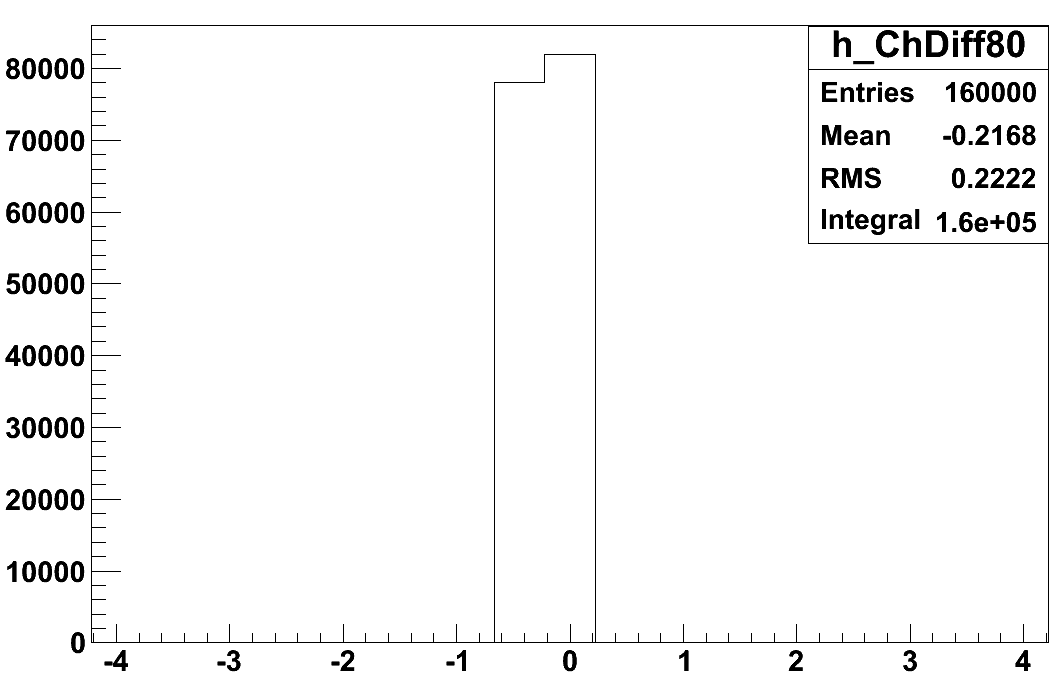 h_ChDiff80
Entries 160000
Mean -0.2168
RMS 0.2222
Integral 1.6e+05
80000
70000
60000
50000
40000
30000
20000
10000
0
-4 -3 -2 -1 0 1 2 3 4